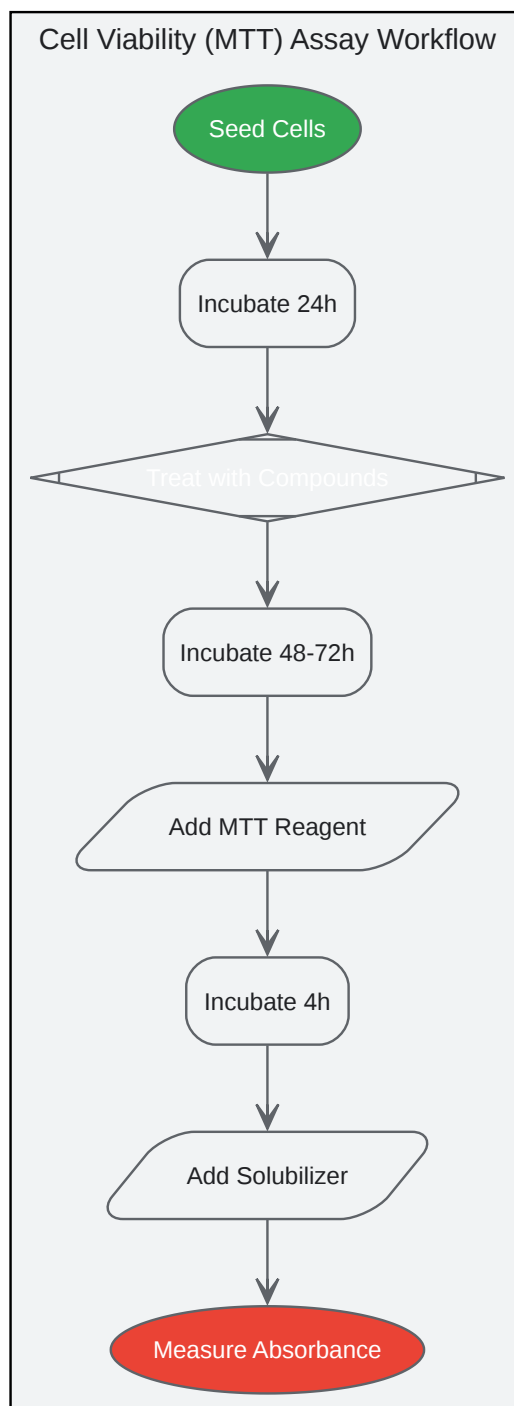 Cell Viability (MTT) Assay Workflow
Seed Cells
Incubate 24h
Treat with Compounds
Incubate 48-72h
Add MTT Reagent
Incubate 4h
Add Solubilizer
Measure Absorbance